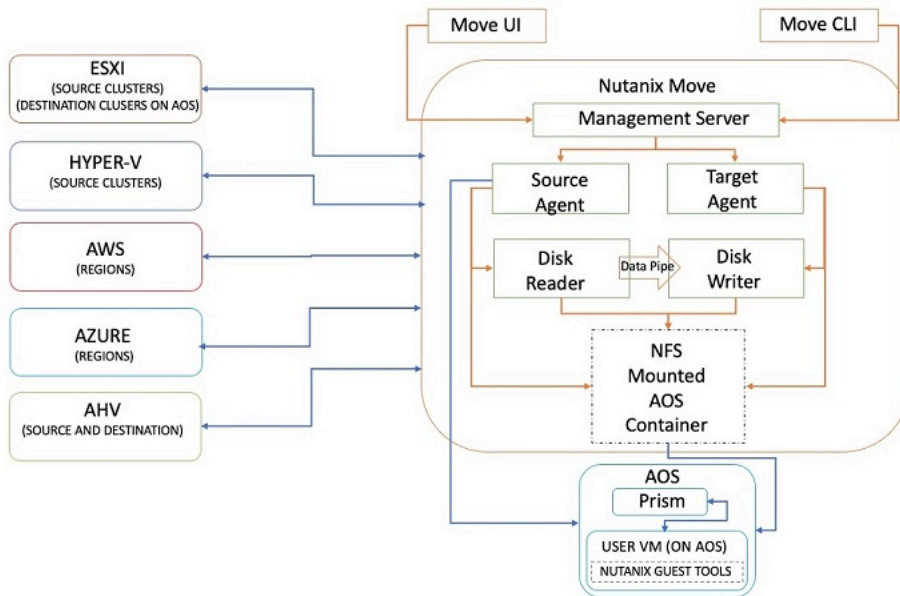 Move UI
Move CLI
ESXI
(SOURCE CLUSTERS)
(DESTINATION CLUSERS ON AOS)
HYPER-V
(SOURCE CLUSTERS)
AWS
(REGIONS)
AZURE
(REGIONS)
AHV
(SOURCE AND DESTINATION)
Nutanix Move
Management Server
Source
Agent
Target
Agent
Disk
Reader
Data Pipe
Disk
Writer
NFS
Mounted
AOS
Container
AOS
Prism
USER VM (ON AOS)
NUTANIX GUEST TOOLS